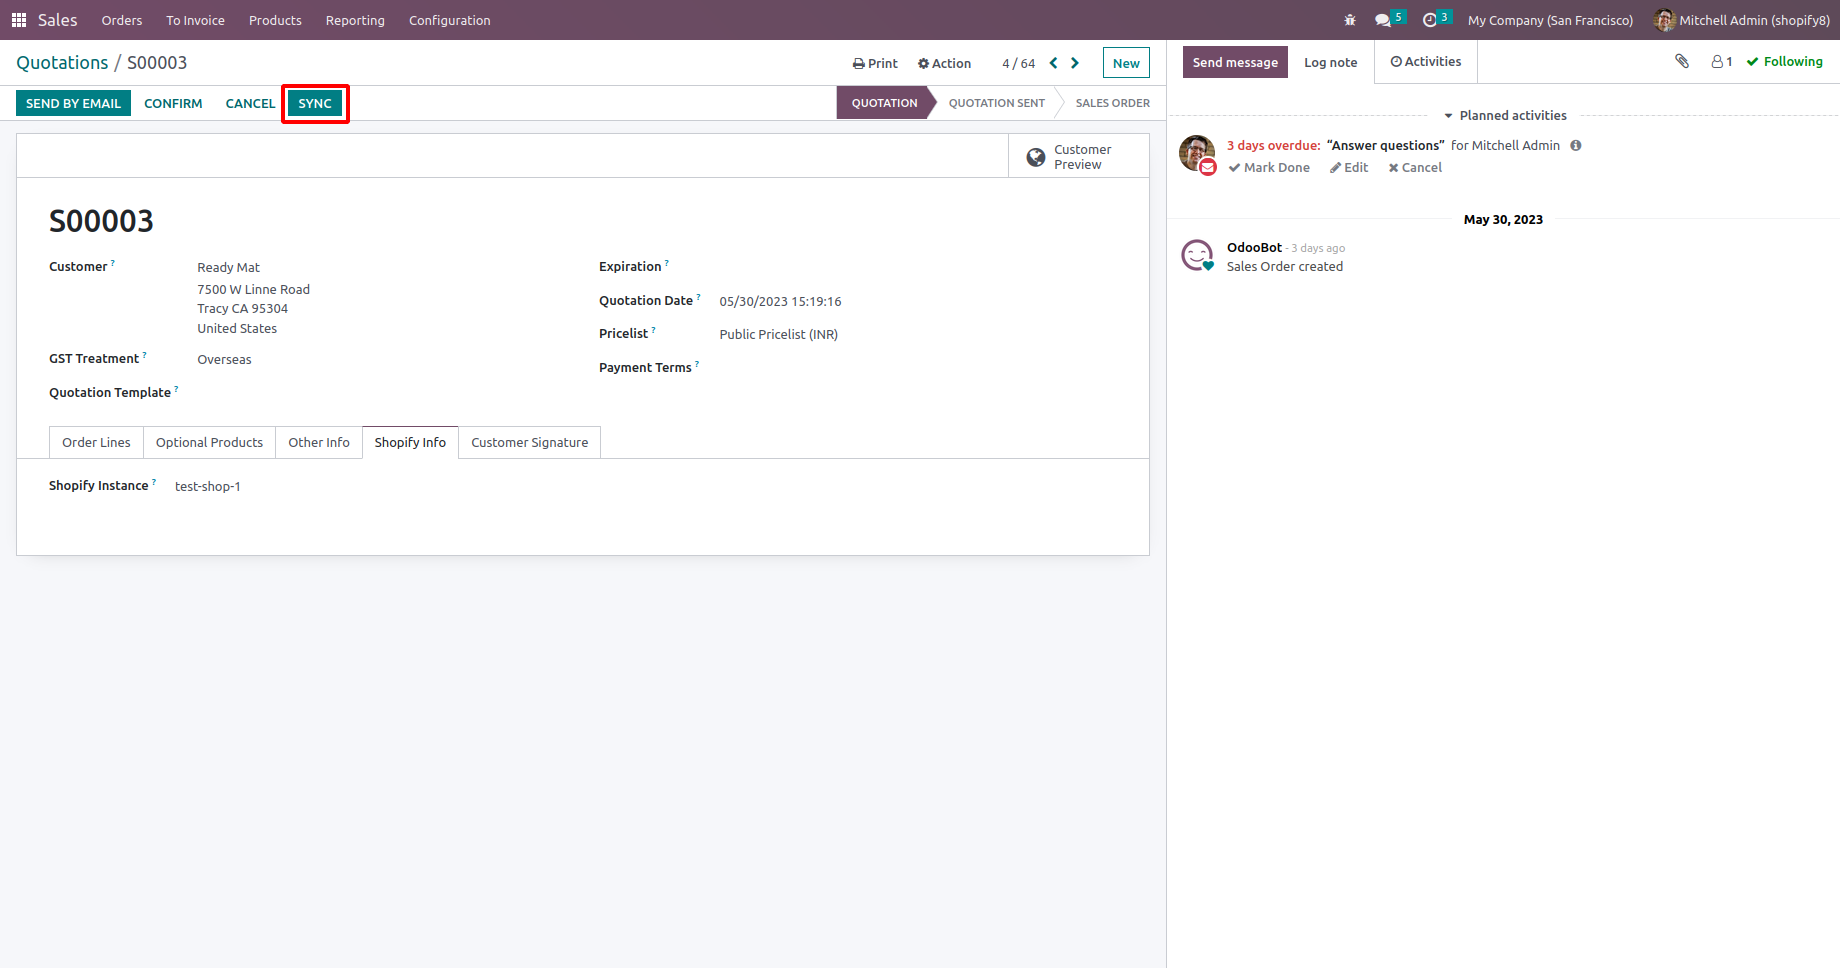 Sales Orders To Invoice Products Reporting Configuration 5 3 My Company (San Francisco) Mitchell Admin (shopify8)
Quotations / S00003 Print Action 4 / 64 New
SEND BY EMAIL CONFIRM CANCEL SYNC QUOTATION QUOTATION SENT SALES ORDER
Customer
Preview
S00003
Customer ? Ready Mat
7500 W Linne Road
Tracy CA 95304
United States
GST Treatment ? Overseas
Quotation Template ?
Expiration ?
Quotation Date ? 05/30/2023 15:19:16
Pricelist ? Public Pricelist (INR)
Payment Terms ?
Order Lines Optional Products Other Info Shopify Info Customer Signature
Shopify Instance ? test-shop-1
Send message Log note Activities 1 Following
Planned activities
3 days overdue: “Answer questions” for Mitchell Admin
Mark Done Edit Cancel
May 30, 2023
OdooBot - 3 days ago
Sales Order created